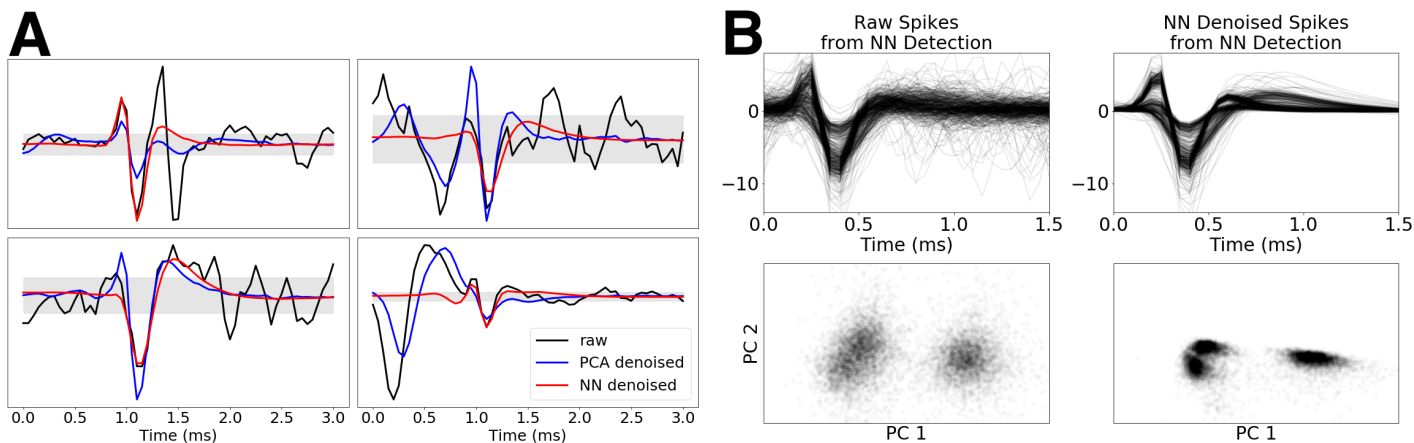 A
raw
PCA denoised
NN denoised
0.0 0.5 1.0 1.5 2.0 2.5 3.0
Time (ms)
0.0 0.5 1.0 1.5 2.0 2.5 3.0
Time (ms)
B
Raw Spikes
from NN Detection
0
−10
0.0 0.5 1.0 1.5
Time (ms)
NN Denoised Spikes
from NN Detection
0
−10
0.0 0.5 1.0 1.5
Time (ms)
PC 2
PC 1
PC 1